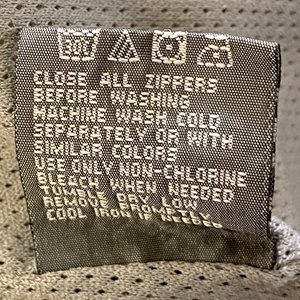 CLOSE ALL ZIPPERS
BEFORE WASHING
MACHINE WASH COLD
SEPARATELY OR WITH
SIMILAR COLORS
USE ONLY NON-CHLORINE
BLEACH WHEN NEEDED
TUMBLE DRY LOW
REMOVE PROMPTLY
COOL IRON IF NEEDED